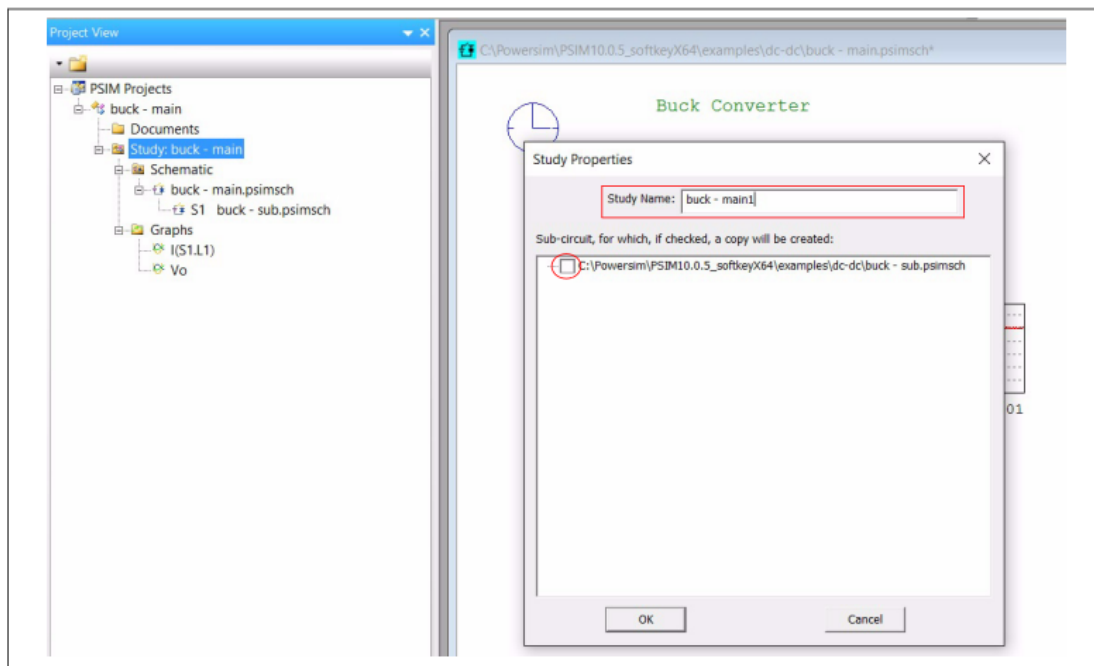 Project View
PSIM Projects
buck - main
Documents
Study: buck - main
Schematic
buck - main.psimsch
S1 buck - sub.psimsch
Graphs
I(S1.L1)
Vo
C:\Powersim\PSIM10.0.5_softkeyX64\examples\dc-dc\buck - main.psimsch*
Buck Converter
Study Properties
Study Name: buck - main1
Sub-circuit, for which, if checked, a copy will be created:
C:\Powersim\PSIM10.0.5_softkeyX64\examples\dc-dc\buck - sub.psimsch
01
OK Cancel